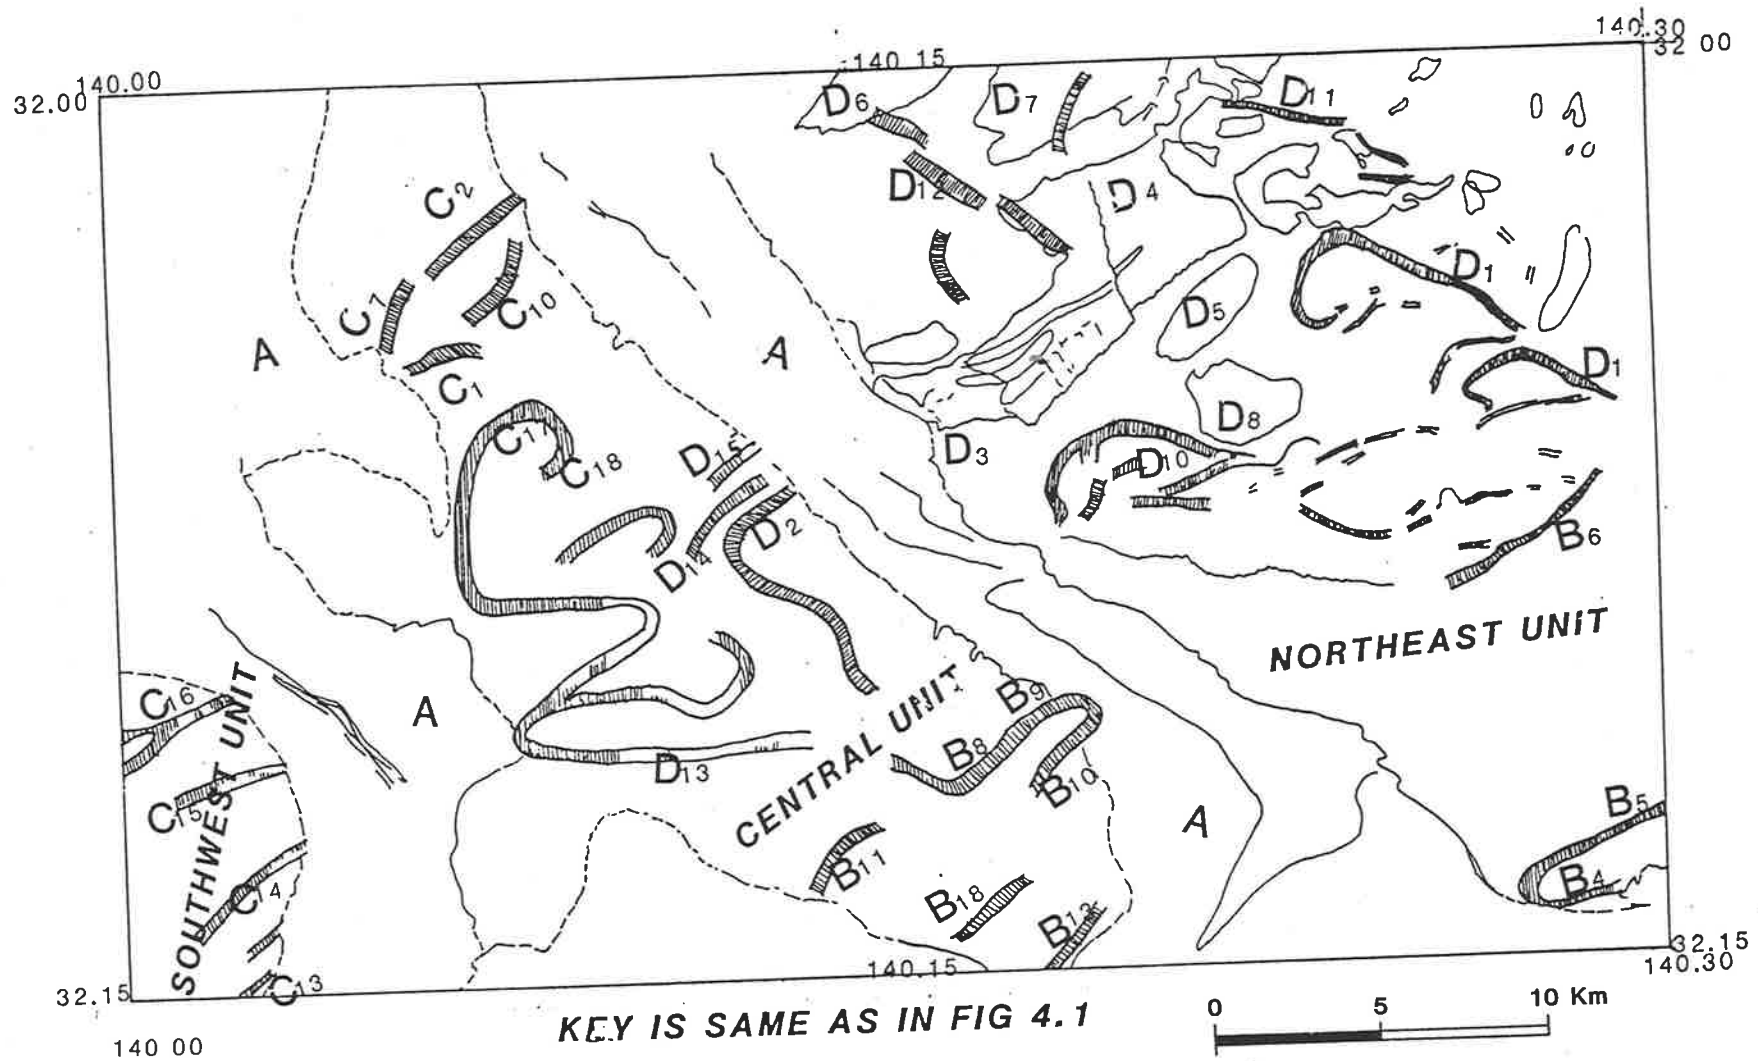 140.30
32 00
140 15
140.00
32.00
D6
D7
D11
D12
D4
C2
D1
C10
C7
D5
A
A
D1
C1
D8
C11
C18
D15
D3
D10
D2
B6
D14
NORTHEAST UNIT
C16
A
B9
CENTRAL UNIT
B8
D13
B10
C15
SOUTHWEST UNIT
A
B5
B11
B4
C14
B18
B13
32.15
140.30
140.15
C13
32.15
KEY IS SAME AS IN FIG 4.1
0 5 10 Km
140 00